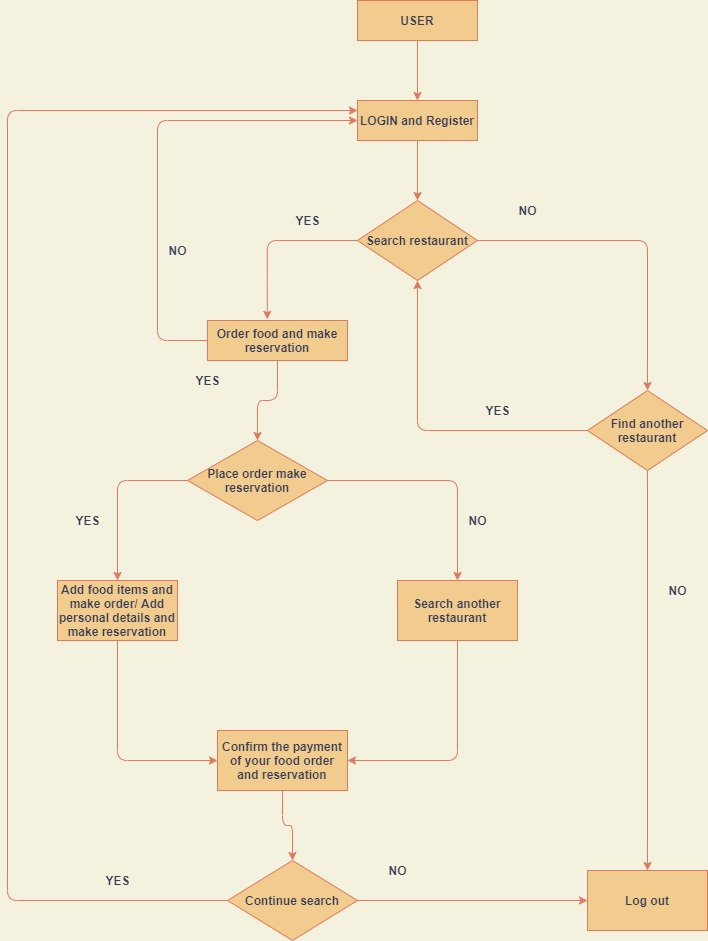 USER
LOGIN and Register
NO
YES
Search restaurant
NO
Order food and make
reservation
YES
YES
Find another
restaurant
Place order make
reservation
YES
NO
Add food items and
make order/ Add
personal details and
make reservation
Search another
restaurant
NO
Confirm the payment
of your food order
and reservation
NO
YES
Continue search
Log out